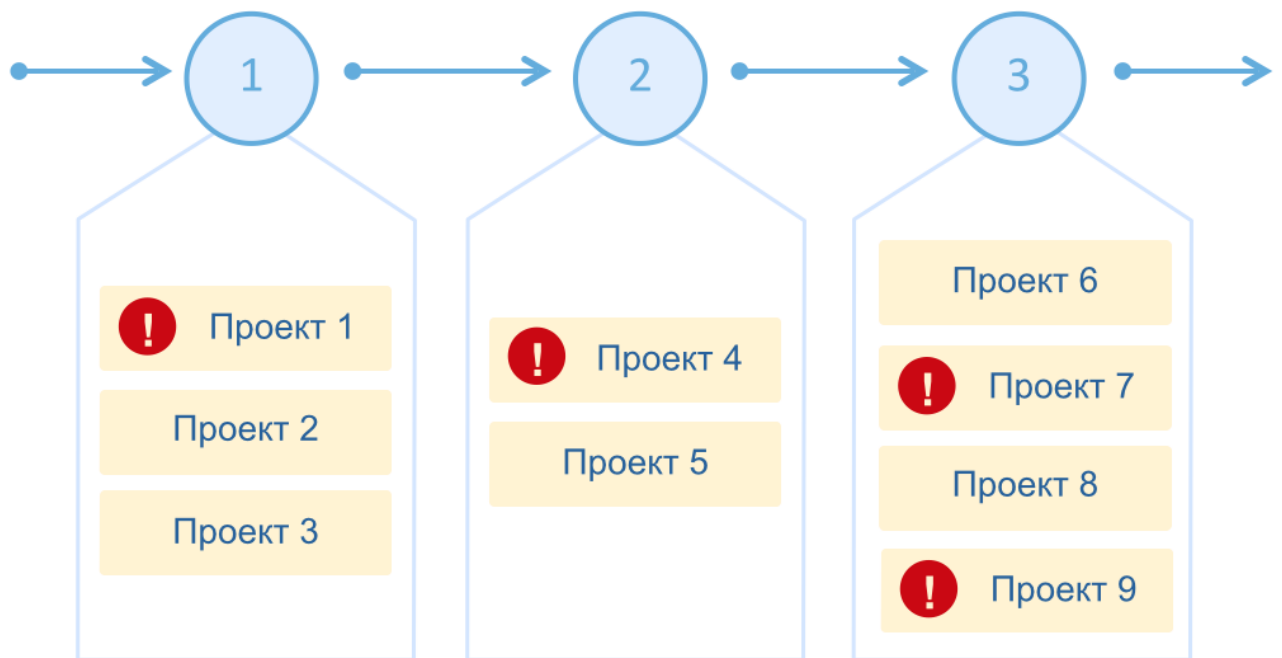 1
2
3
! Проект 1
Проект 2
Проект 3
! Проект 4
Проект 5
Проект 6
! Проект 7
Проект 8
! Проект 9